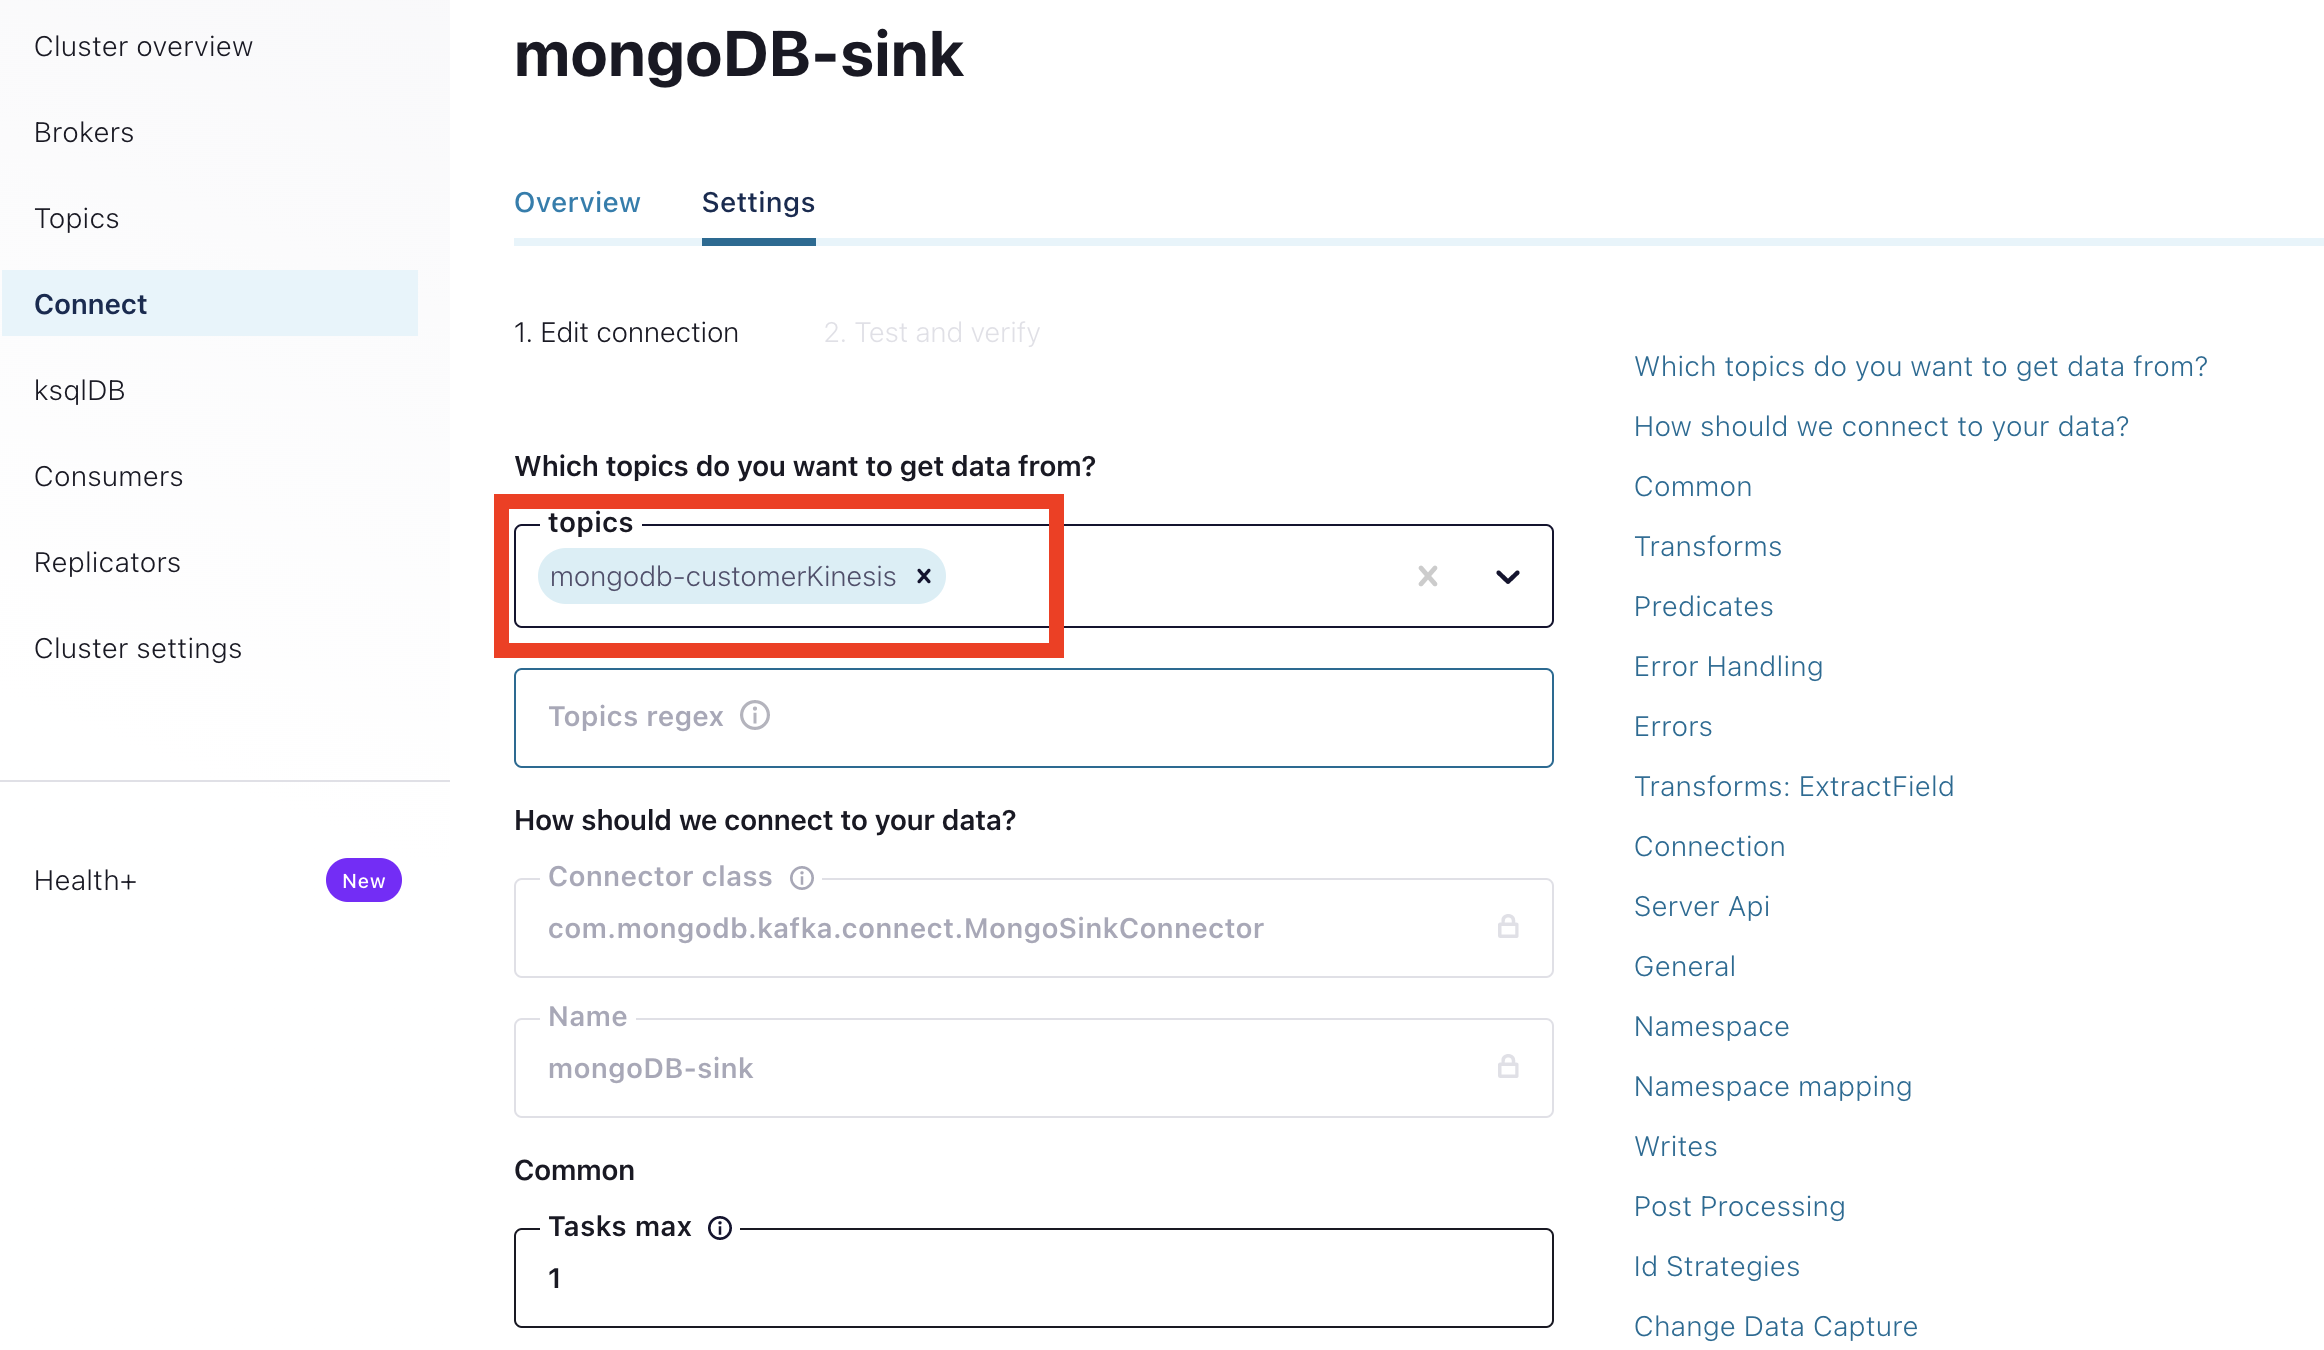 Cluster overview
Brokers
Topics
Connect
ksqlDB
Consumers
Replicators
Cluster settings
Health+
New
mongoDB-sink
Overview
Settings
1. Edit connection
2. Test and verify
Which topics do you want to get data from?
topics
mongodb-customerKinesis
Topics regex
How should we connect to your data?
Connector class
com.mongodb.kafka.connect.MongoSinkConnector
Name
mongoDB-sink
Common
Tasks max
1
Which topics do you want to get data from?
How should we connect to your data?
Common
Transforms
Predicates
Error Handling
Errors
Transforms: ExtractField
Connection
Server Api
General
Namespace
Namespace mapping
Writes
Post Processing
Id Strategies
Change Data Capture